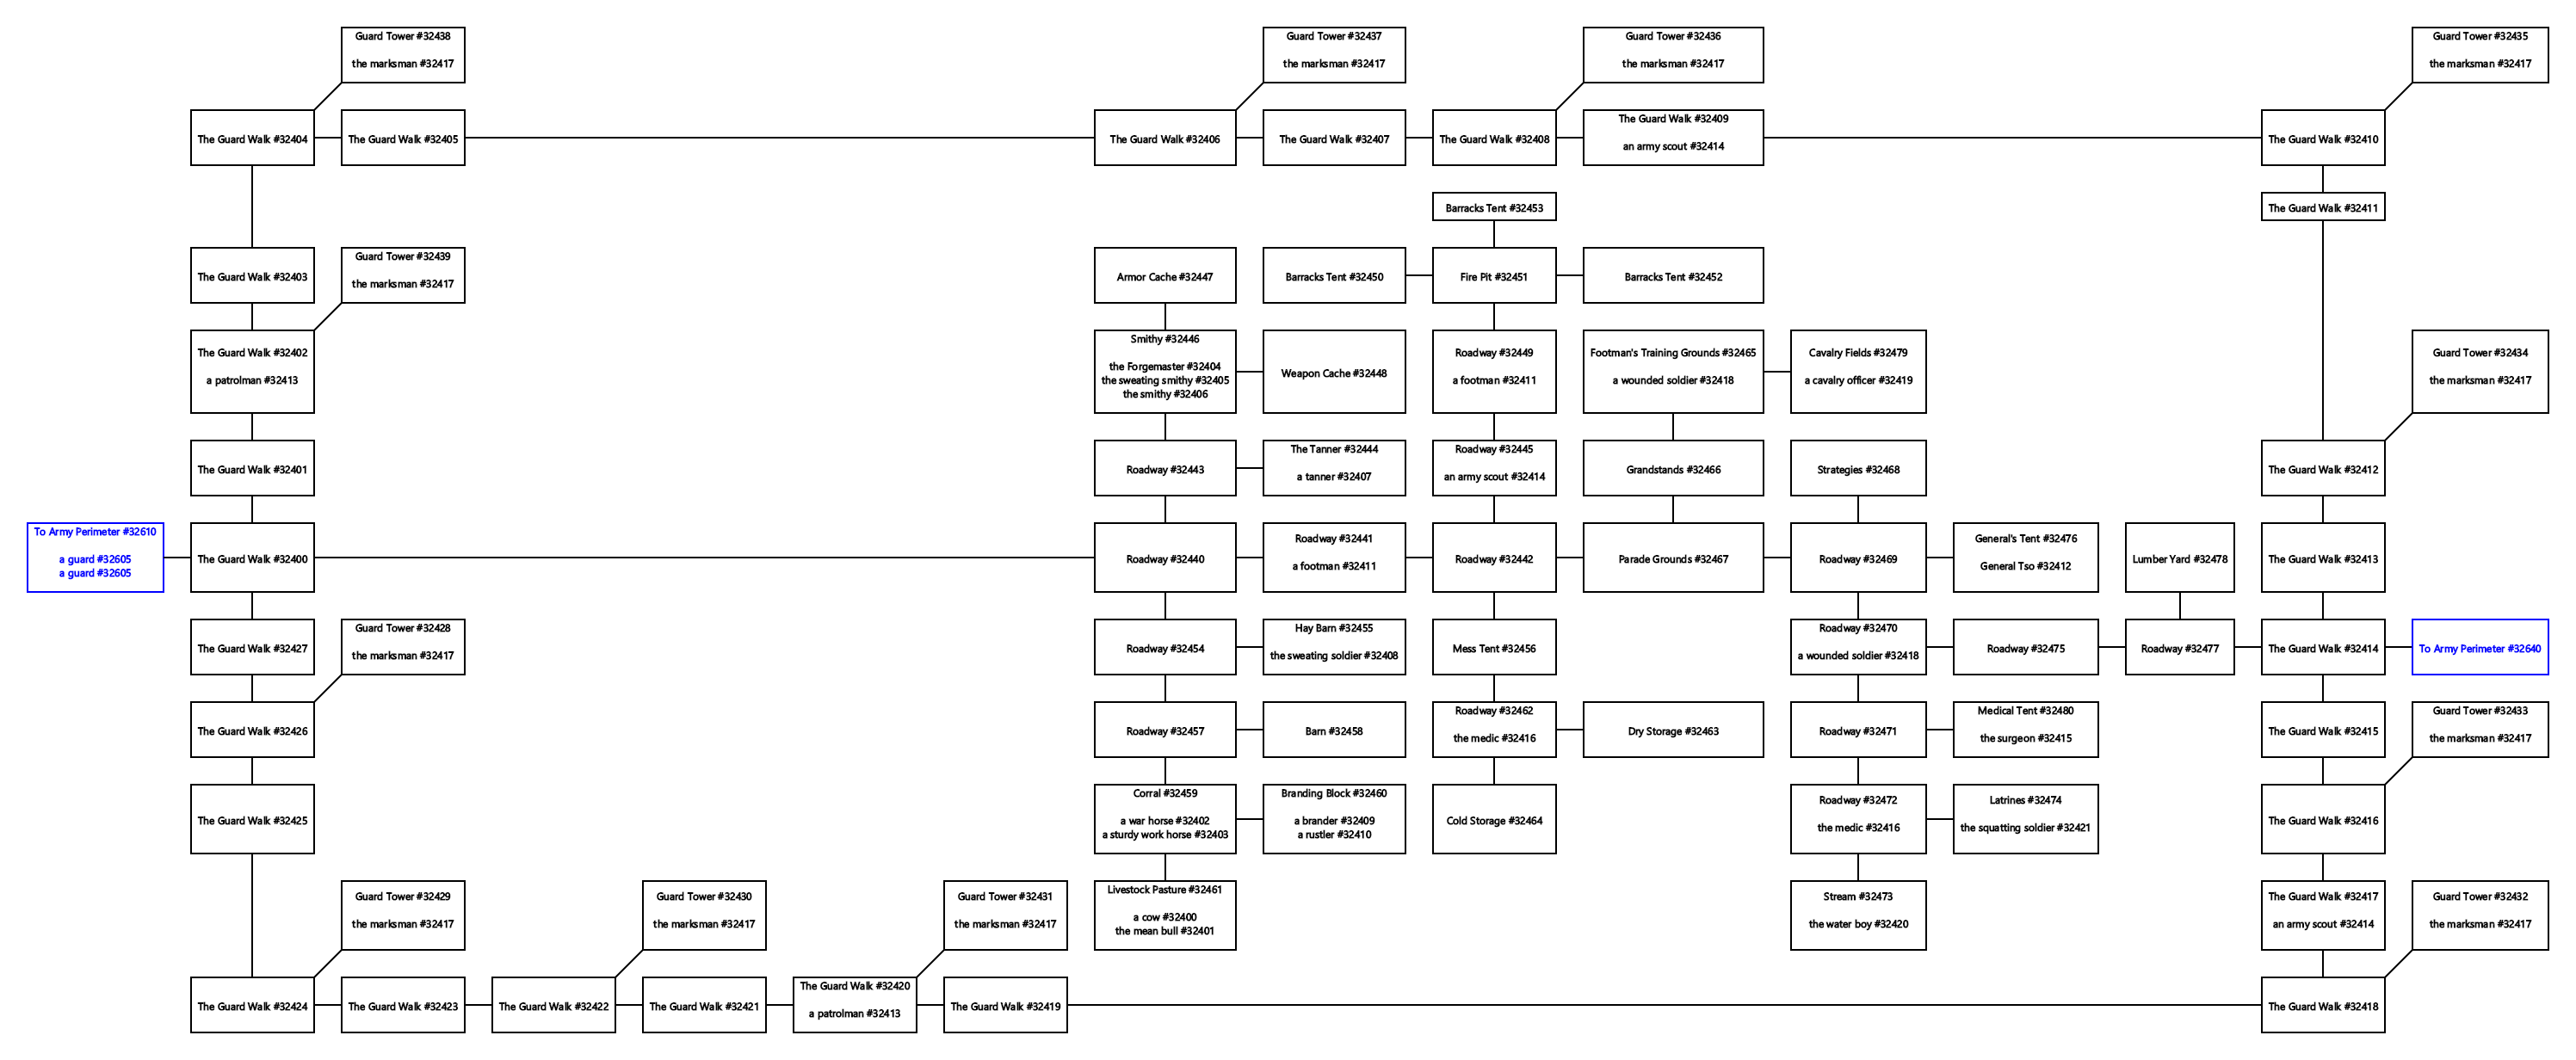 Guard Tower #32438
the marksman #32417
Guard Tower #32437
the marksman #32417
Guard Tower #32436
the marksman #32417
Guard Tower #32435
the marksman #32417
The Guard Walk #32404
The Guard Walk #32405
The Guard Walk #32406
The Guard Walk #32407
The Guard Walk #32408
The Guard Walk #32409
an army scout #32414
The Guard Walk #32410
Barracks Tent #32453
The Guard Walk #32411
The Guard Walk #32403
Guard Tower #32439
the marksman #32417
Armor Cache #32447
Barracks Tent #32450
Fire Pit #32451
Barracks Tent #32452
The Guard Walk #32402
a patrolman #32413
Smithy #32446
the Forgemaster #32404
the sweating smithy #32405
the smithy #32406
Weapon Cache #32448
Roadway #32449
a footman #32411
Footman's Training Grounds #32465
a wounded soldier #32418
Cavalry Fields #32479
a cavalry officer #32419
Guard Tower #32434
the marksman #32417
The Guard Walk #32401
Roadway #32443
The Tanner #32444
a tanner #32407
Roadway #32445
an army scout #32414
Grandstands #32466
Strategies #32468
The Guard Walk #32412
To Army Perimeter #32610
a guard #32605
a guard #32605
The Guard Walk #32400
Roadway #32440
Roadway #32441
a footman #32411
Roadway #32442
Parade Grounds #32467
Roadway #32469
General's Tent #32476
General Tso #32412
Lumber Yard #32478
The Guard Walk #32413
The Guard Walk #32427
Guard Tower #32428
the marksman #32417
Roadway #32454
Hay Barn #32455
the sweating soldier #32408
Mess Tent #32456
Roadway #32470
a wounded soldier #32418
Roadway #32475
Roadway #32477
The Guard Walk #32414
To Army Perimeter #32640
The Guard Walk #32426
Roadway #32457
Barn #32458
Roadway #32462
the medic #32416
Dry Storage #32463
Roadway #32471
Medical Tent #32480
the surgeon #32415
The Guard Walk #32415
Guard Tower #32433
the marksman #32417
The Guard Walk #32425
Corral #32459
a war horse #32402
a sturdy work horse #32403
Branding Block #32460
a brander #32409
a rustler #32410
Cold Storage #32464
Roadway #32472
the medic #32416
Latrines #32474
the squatting soldier #32421
The Guard Walk #32416
Guard Tower #32429
the marksman #32417
Guard Tower #32430
the marksman #32417
Guard Tower #32431
the marksman #32417
Livestock Pasture #32461
a cow #32400
the mean bull #32401
Stream #32473
the water boy #32420
The Guard Walk #32417
an army scout #32414
Guard Tower #32432
the marksman #32417
The Guard Walk #32424
The Guard Walk #32423
The Guard Walk #32422
The Guard Walk #32421
The Guard Walk #32420
a patrolman #32413
The Guard Walk #32419
The Guard Walk #32418